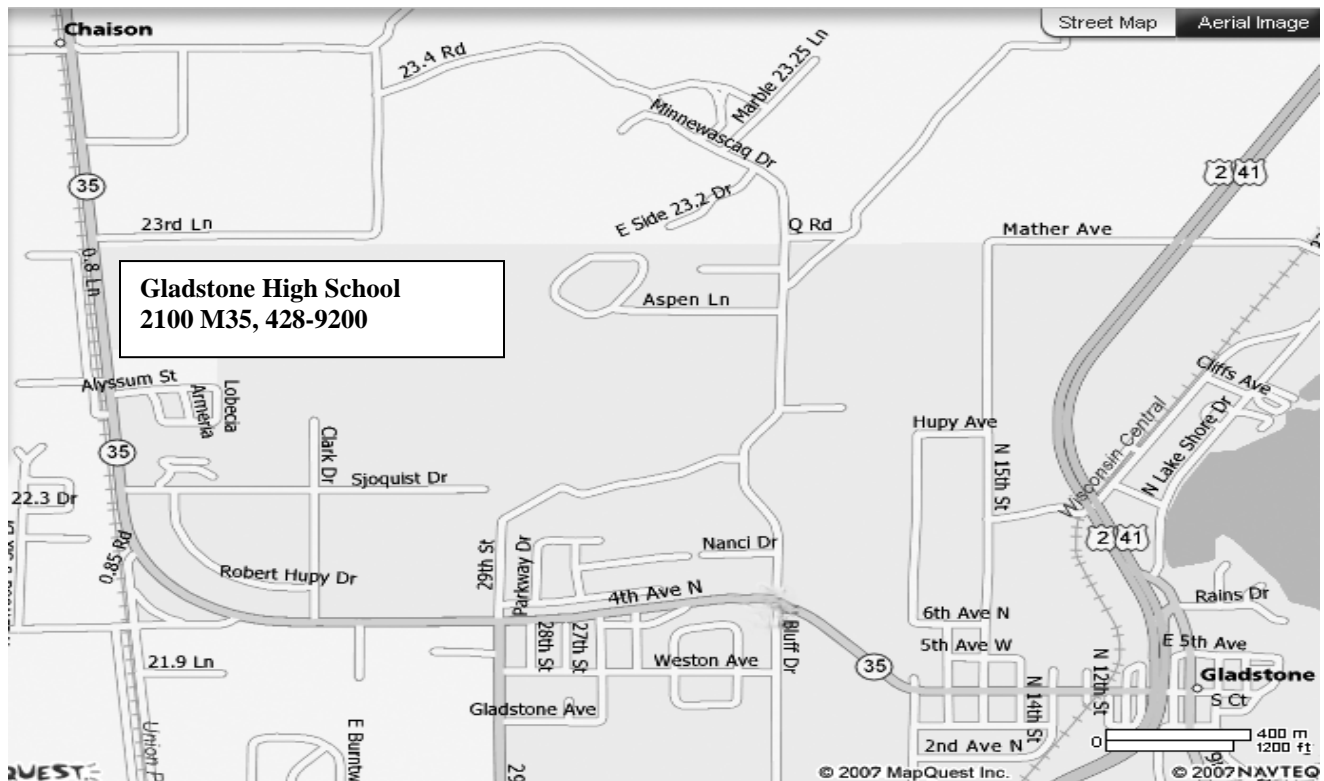 Chaison
Street Map
Aerial Image
23.4 Rd
Marble 23.25 Ln
Minnewascaq Dr
35
2 41
E Side 23.2 Dr
23rd Ln
Q Rd
Mather Ave
0.8 Ln
Gladstone High School
2100 M35, 428-9200
Aspen Ln
Alyssum St
Armeria
Lobecia
Cliffs Ave
Wisconsin Central
N Lake Shore Dr
Hupy Ave
N 15th St
35
Clark Dr
Sjoquist Dr
22.3 Dr
0.85 Rd
2 41
29th St
Parkway Dr
Nanci Dr
Robert Hupy Dr
4th Ave N
Rains Dr
6th Ave N
28th St
27th St
Bluff Dr
5th Ave W
E 5th Ave
21.9 Ln
Weston Ave
35
N 12th St
Gladstone
N 14th St
S Ct
Gladstone Ave
E Burntw
Union P
2nd Ave N
0
400 m
1200 ft
29
QUEST
© 2007 MapQuest Inc.
© 2007 NAVTEQ